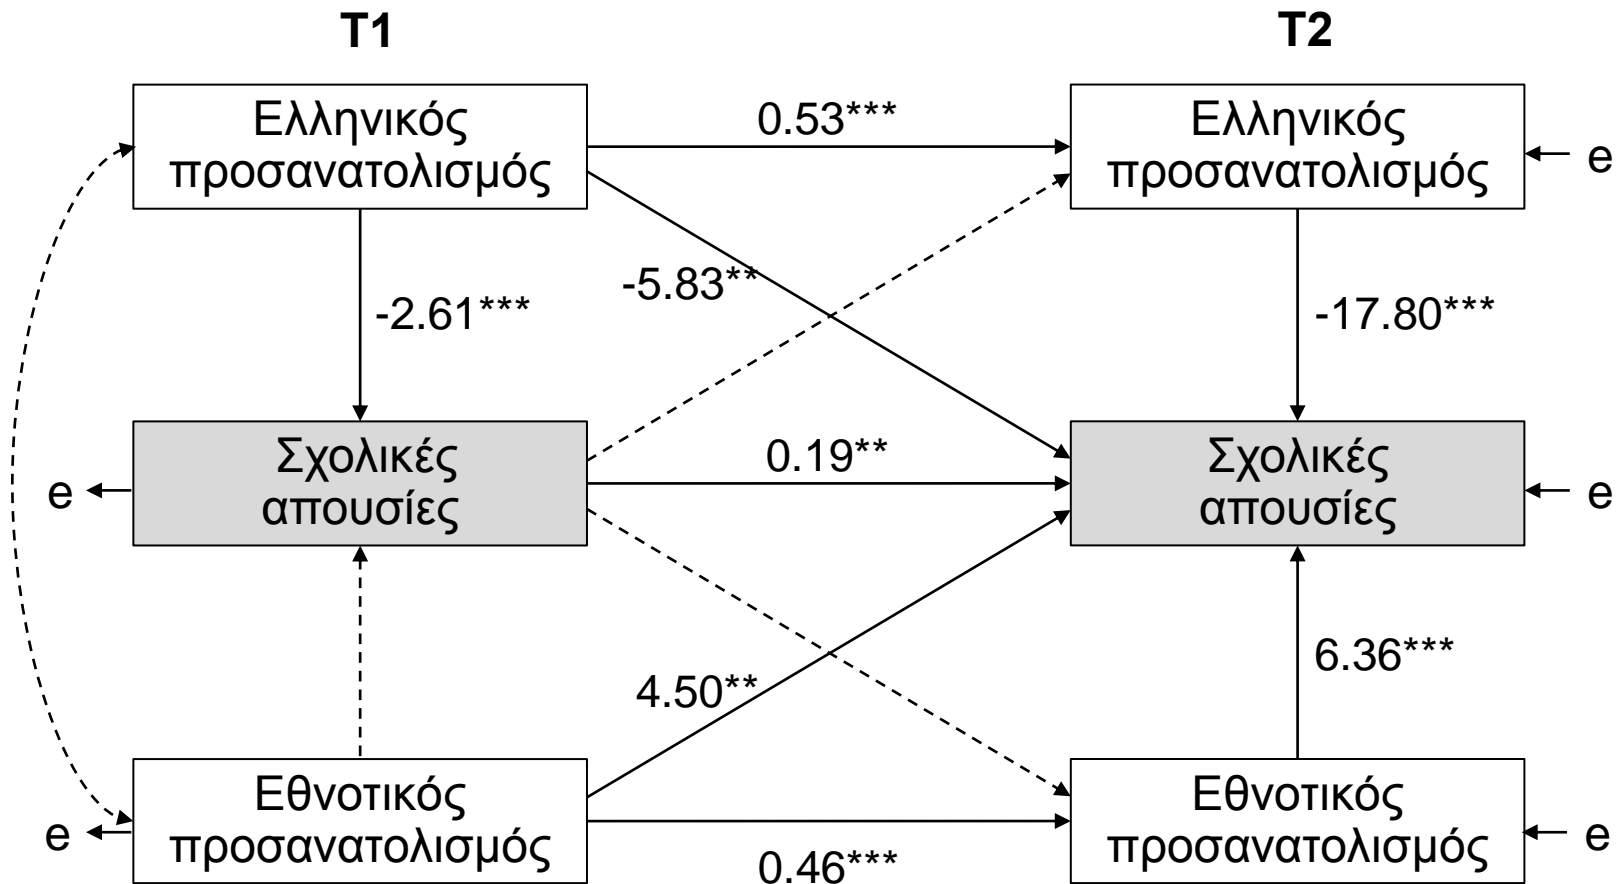 T1
T2
Ελληνικός
προσανατολισμός
0.53***
Ελληνικός
προσανατολισμός
e
-2.61***
-5.83**
-17.80***
Σχολικές
απουσίες
e
0.19**
Σχολικές
απουσίες
e
4.50**
6.36***
Εθνοτικός
προσανατολισμός
e
0.46***
Εθνοτικός
προσανατολισμός
e